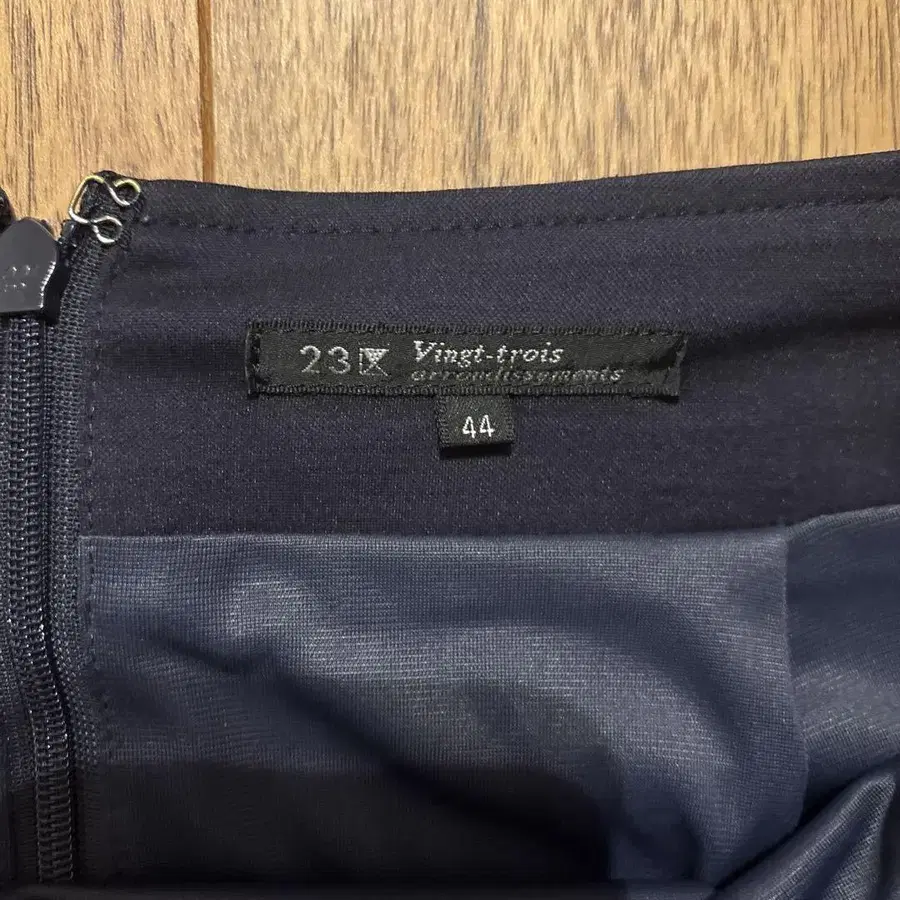 23区 Vingt-trois
arrondissements
44